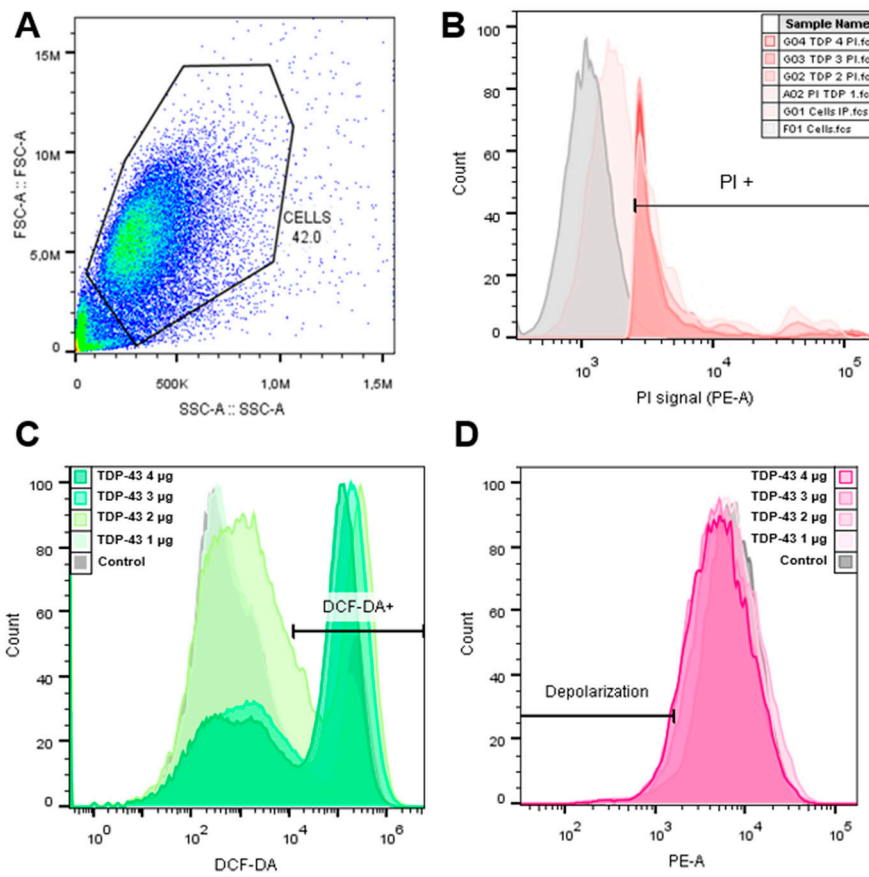 A
15M
10M
5,0M
0
FSC-A :: FSC-A
CELLS
42.0
0
500K
1,0M
1,5M
SSC-A :: SSC-A
B
100
80
60
40
20
0
Count
Sample Name
G04 TDP 4 PI.fc
G03 TDP 3 PI.fc
G02 TDP 2 PI.fc
A02 PI TDP 1.fc
G01 Cells IP.fcs
F01 Cells.fcs
PI +
10³
10⁴
10⁵
PI signal (PE-A)
C
100
80
60
40
20
0
Count
TDP-43 4 µg
TDP-43 3 µg
TDP-43 2 µg
TDP-43 1 µg
Control
DCF-DA+
10⁰
10²
10⁴
10⁶
DCF-DA
D
100
80
60
40
20
0
Count
TDP-43 4 µg
TDP-43 3 µg
TDP-43 2 µg
TDP-43 1 µg
Control
Depolarization
10²
10³
10⁴
10⁵
PE-A